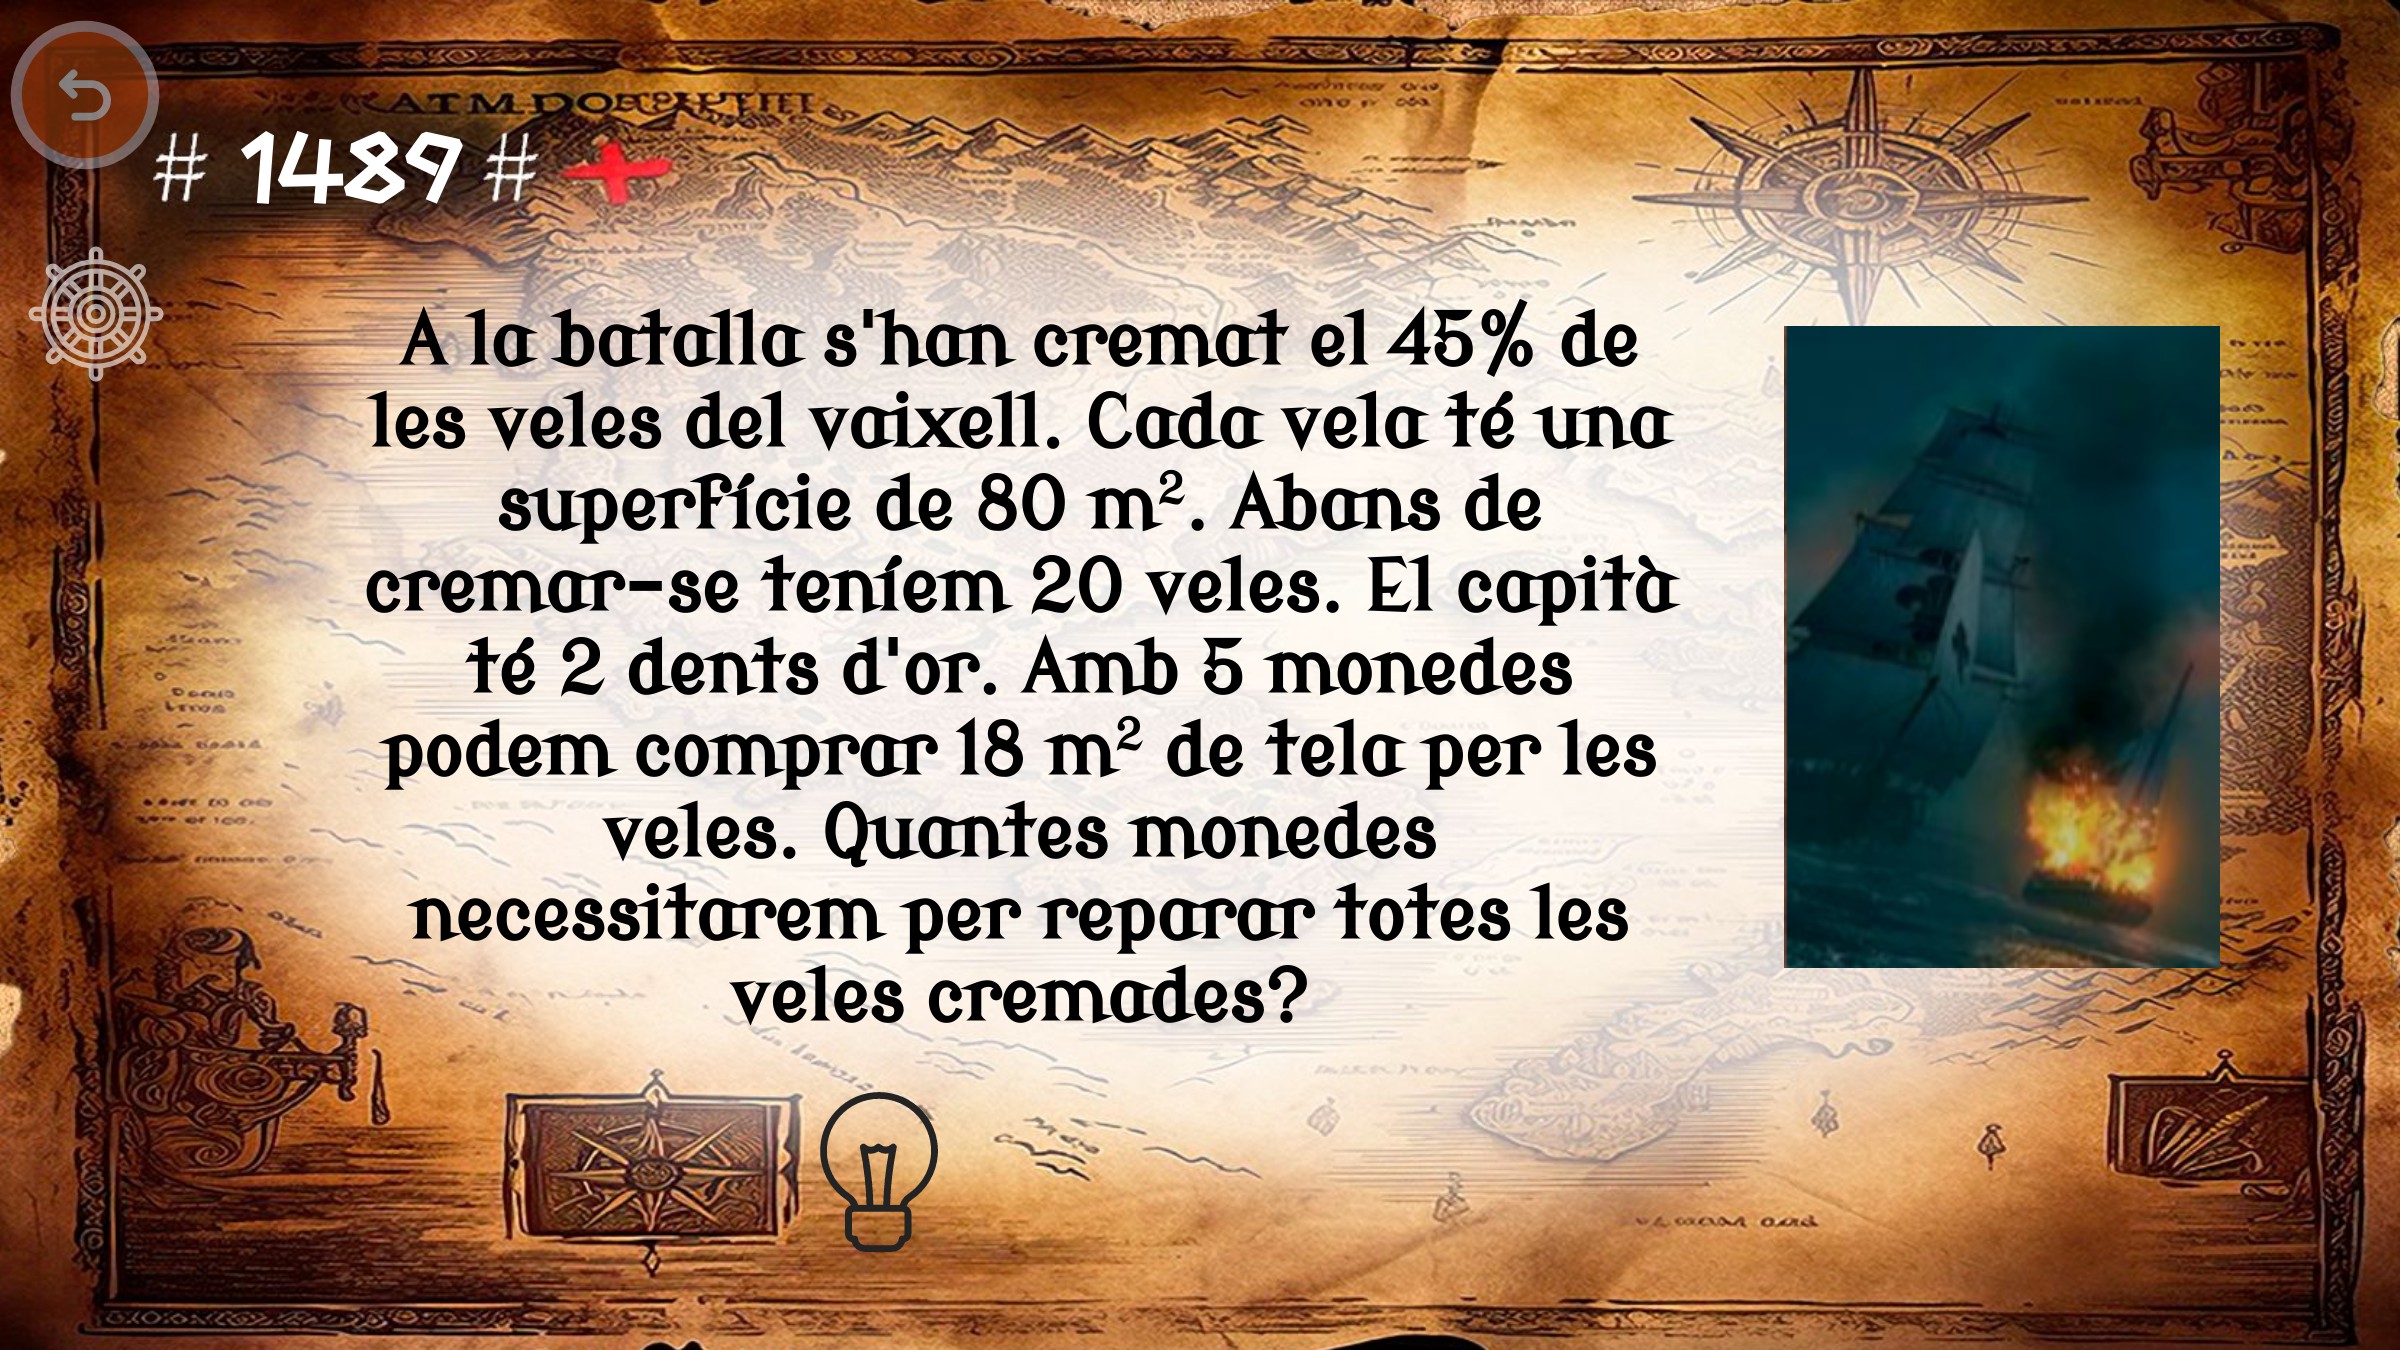 # 1489 #
A la batalla s'han cremat el 45% de
les veles del vaixell. Cada vela té una
superfície de 80 m². Abans de
cremar-se teníem 20 veles. El capità
té 2 dents d'or. Amb 5 monedes
podem comprar 18 m² de tela per les
veles. Quantes monedes
necessitarem per reparar totes les
veles cremades?